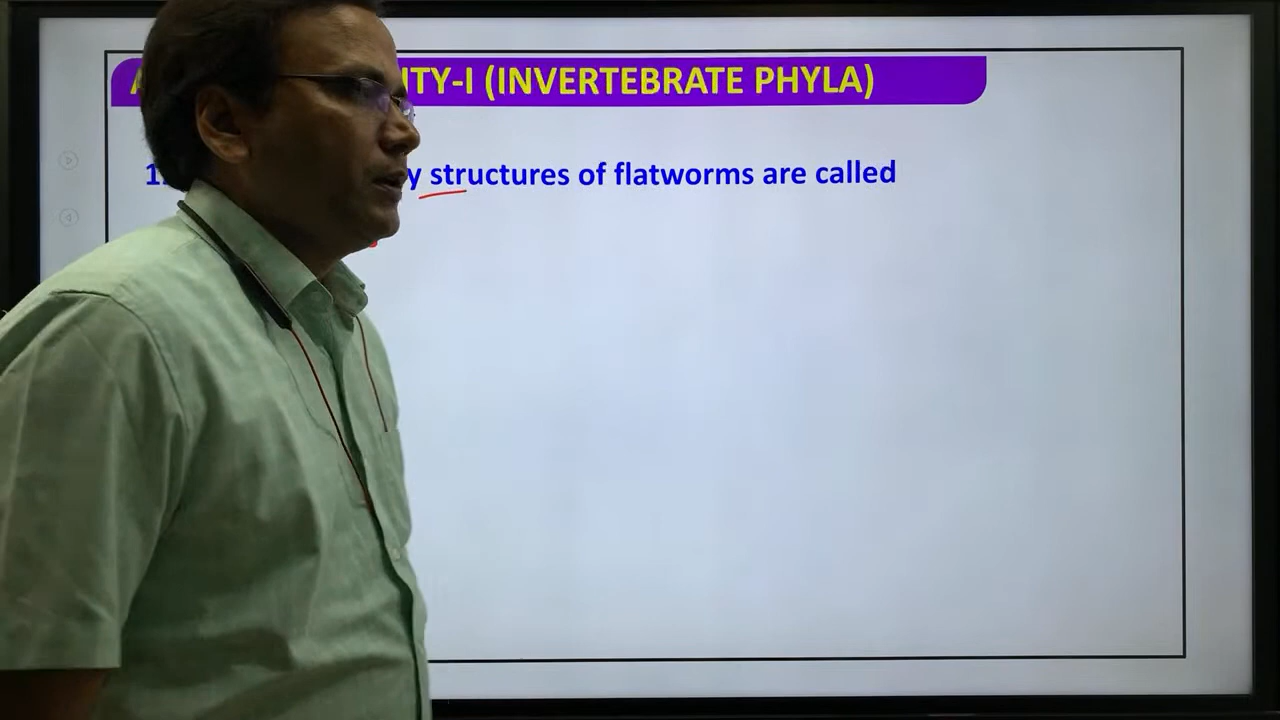 ITY-I (INVERTEBRATE PHYLA)
structures of flatworms are called